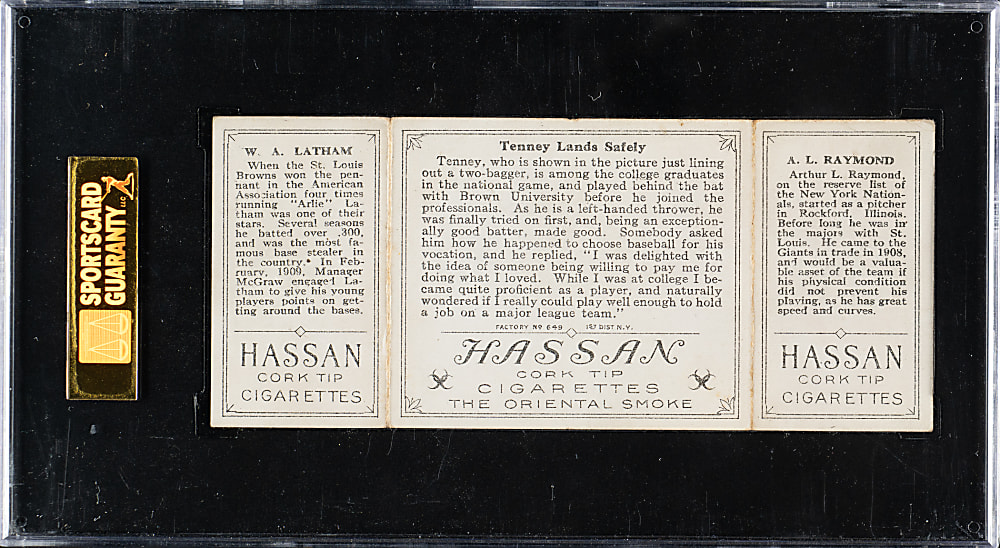 SPORTSCARD
GUARANTY LLC
W. A. LATHAM
When the St. Louis
Browns won the pen-
nant in the American
Association four times
running "Arlie" La-
tham was one of their
stars. Several seasons
he batted over .300,
and was the most fa-
mous base stealer in
the country. In Feb-
ruary, 1909, Manager
McGraw engaged La-
tham to give his young
players points on get-
ting around the bases.
HASSAN
CORK TIP
CIGARETTES
Tenney Lands Safely
Tenney, who is shown in the picture just lining
out a two-bagger, is among the college graduates
in the national game, and played behind the bat
with Brown University before he joined the
professionals. As he is a left-handed thrower, he
was finally tried on first, and, being an exception-
ally good batter, made good. Somebody asked
him how he happened to choose baseball for his
vocation, and he replied, "I was delighted with
the idea of someone being willing to pay me for
doing what I loved. While I was at college I be-
came quite proficient as a player, and naturally
wondered if I really could play well enough to hold
a job on a major league team."
FACTORY NO 649 1ST DIST N.Y.
HASSAN
CORK TIP
CIGARETTES
THE ORIENTAL SMOKE
A. L. RAYMOND
Arthur L. Raymond,
on the reserve list of
the New York Nation-
als, started as a pitcher
in Rockford, Illinois.
Before long he was in
the majors with St.
Louis. He came to the
Giants in trade in 1908,
and would be a valua-
ble asset of the team if
his physical condition
did not prevent his
playing, as he has great
speed and curves.
HASSAN
CORK TIP
CIGARETTES